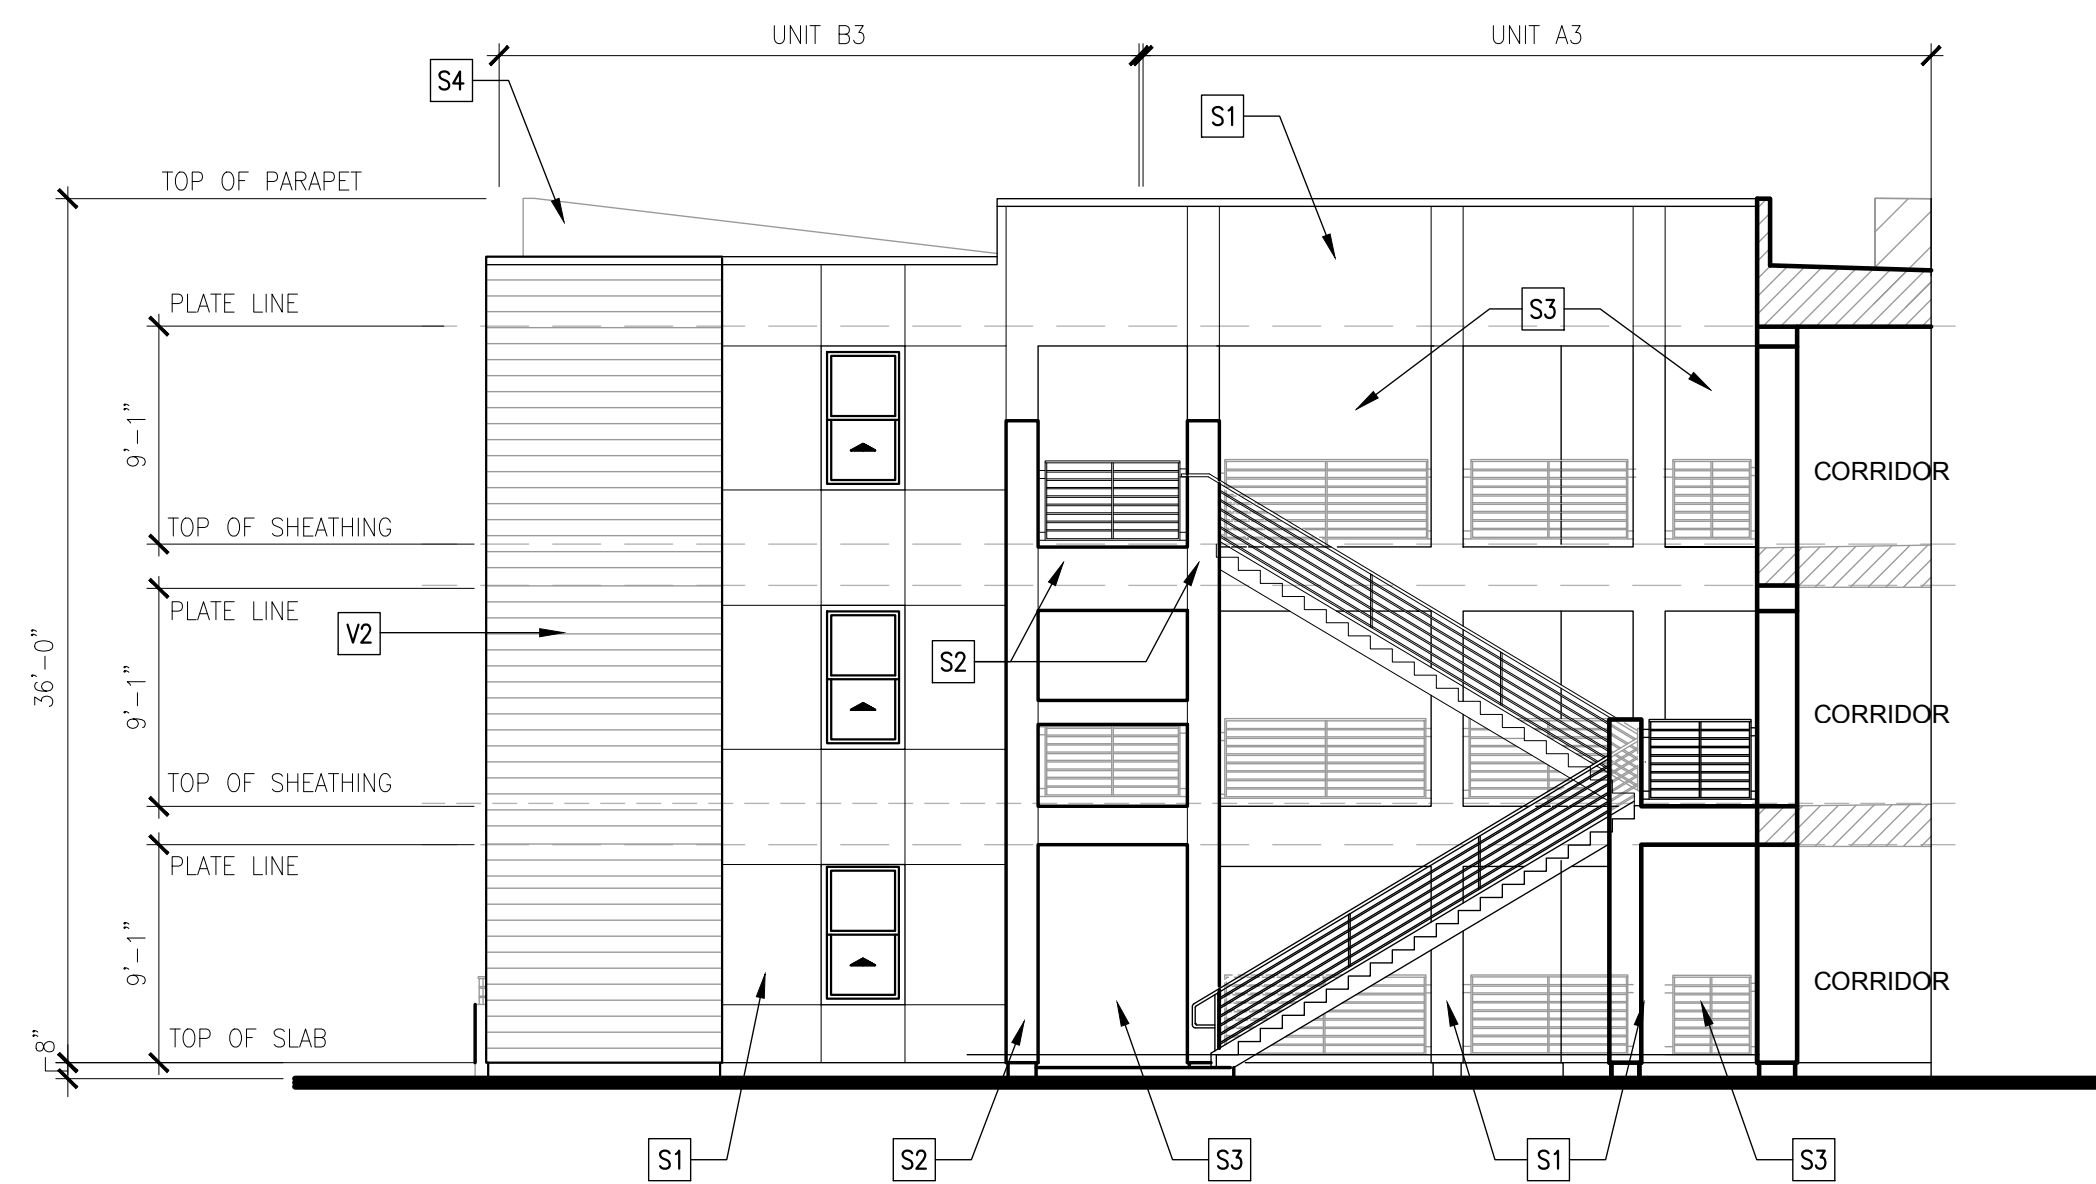 UNIT B3
UNIT A3
S4
S1
TOP OF PARAPET
PLATE LINE
S3
9'-1"
CORRIDOR
TOP OF SHEATHING
PLATE LINE
V2
S2
36'-0"
9'-1"
CORRIDOR
TOP OF SHEATHING
PLATE LINE
9'-1"
CORRIDOR
TOP OF SLAB
8"
S1
S2
S3
S1
S3